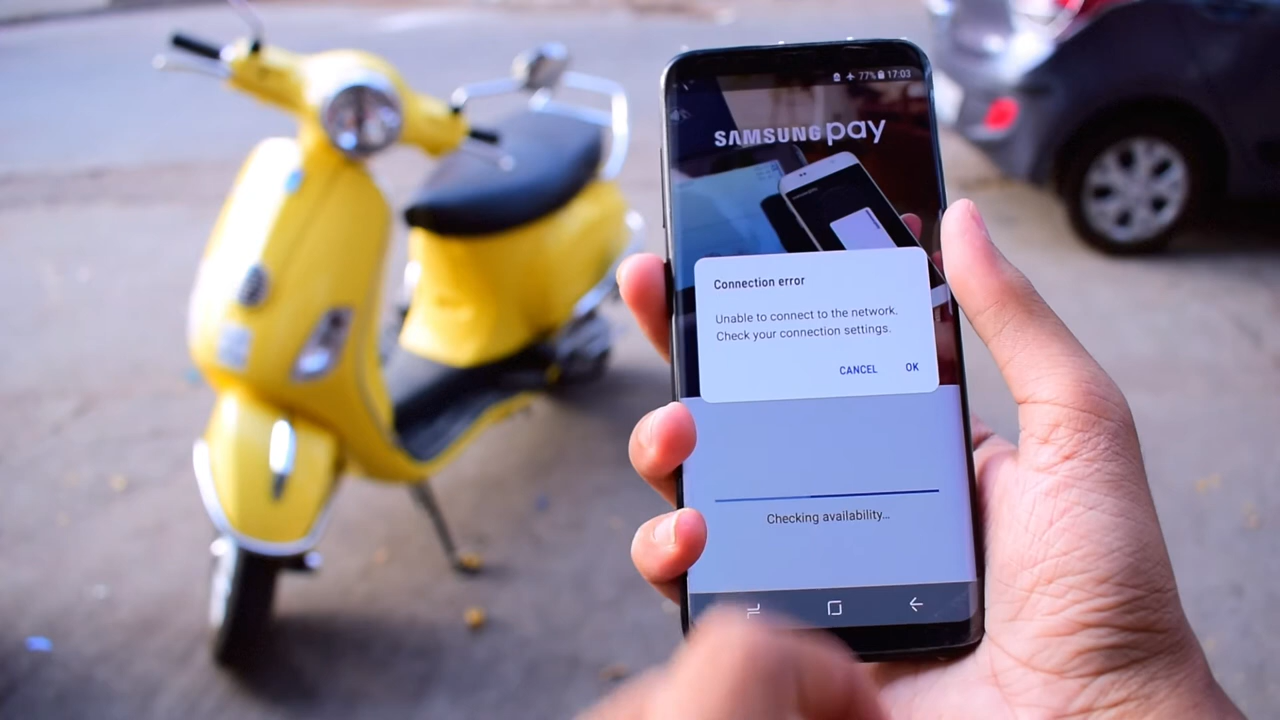 77% 17:03
SAMSUNG pay
Connection error
Unable to connect to the network.
Check your connection settings.
CANCEL OK
Checking availability...